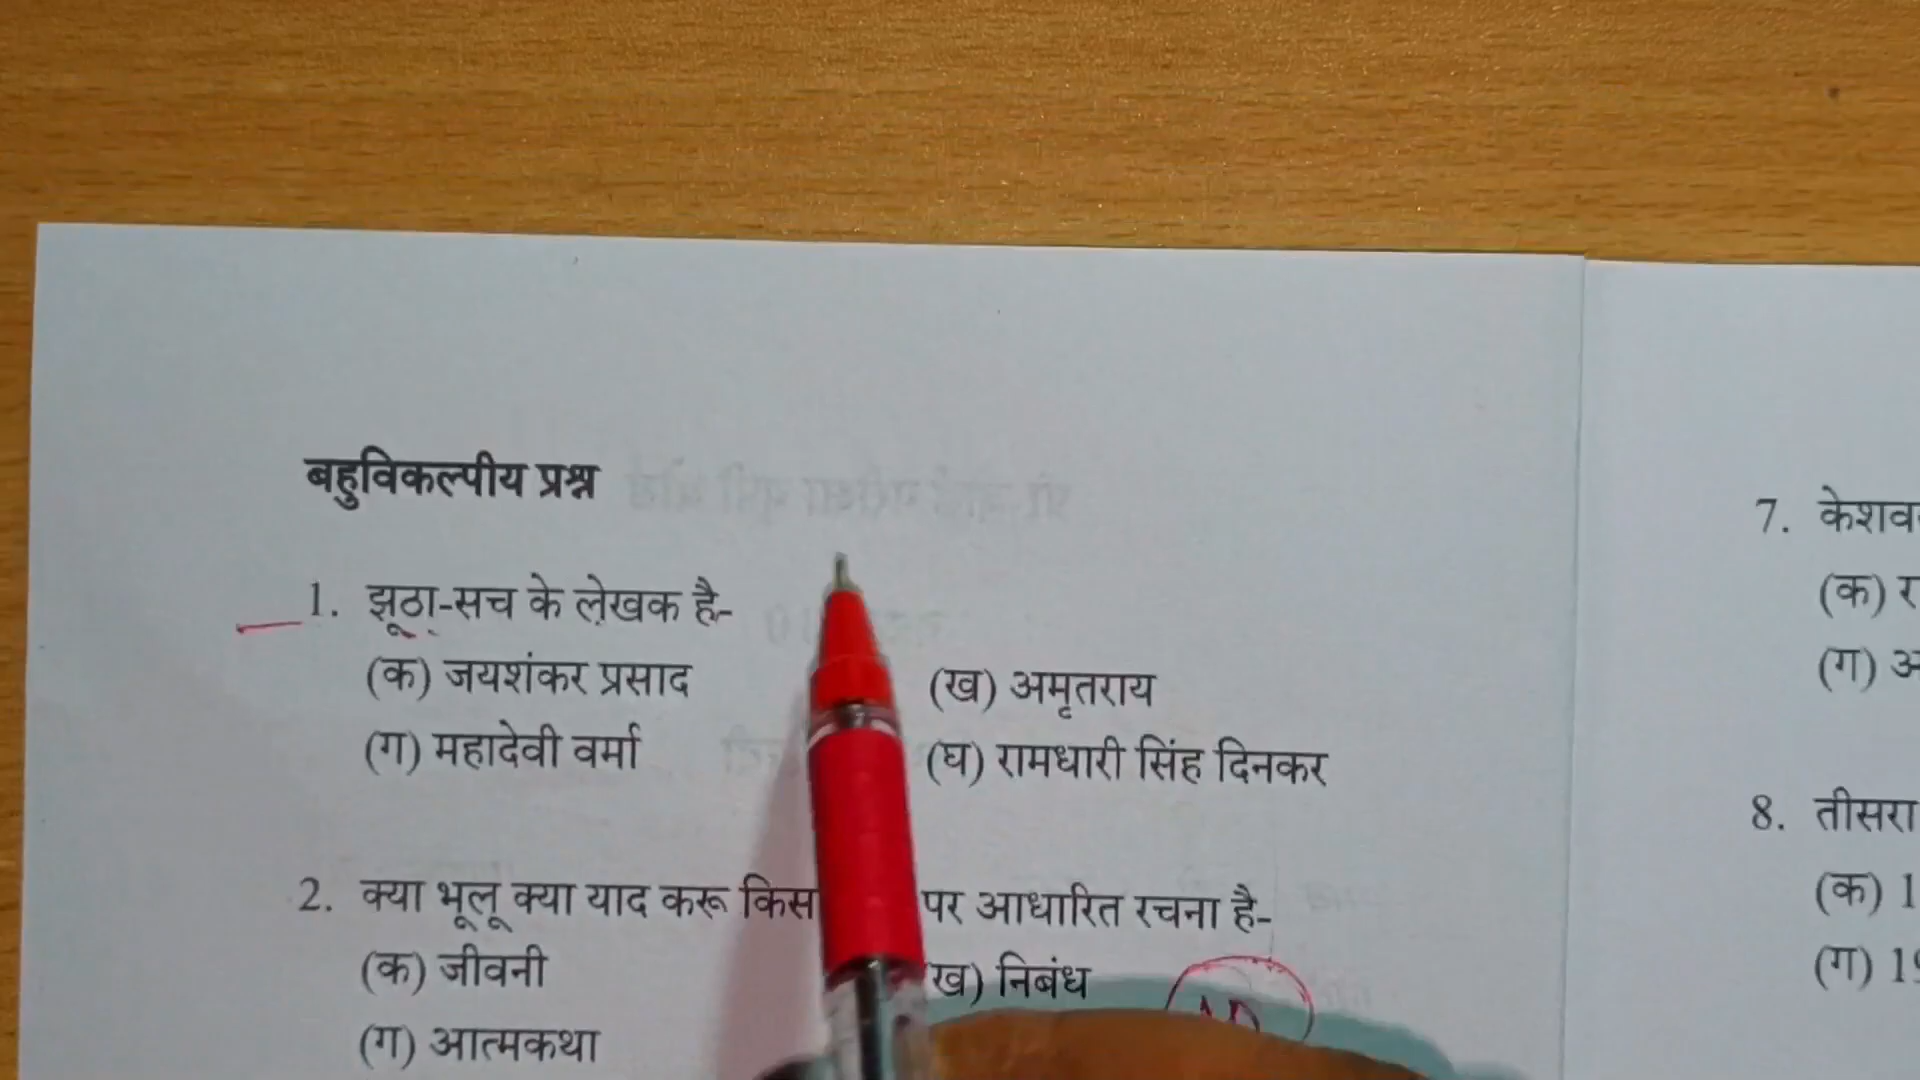 बहुविकल्पीय प्रश्न
1. झूठा-सच के लेखक है-
(क) जयशंकर प्रसाद (ख) अमृतराय
(ग) महादेवी वर्मा (घ) रामधारी सिंह दिनकर
2. क्या भूलू क्या याद करू किस पर आधारित रचना है-
(क) जीवनी (ख) निबंध
(ग) आत्मकथा
7. केशव
(क) र
(ग) अ
8. तीसरा
(क) 1
(ग) 19